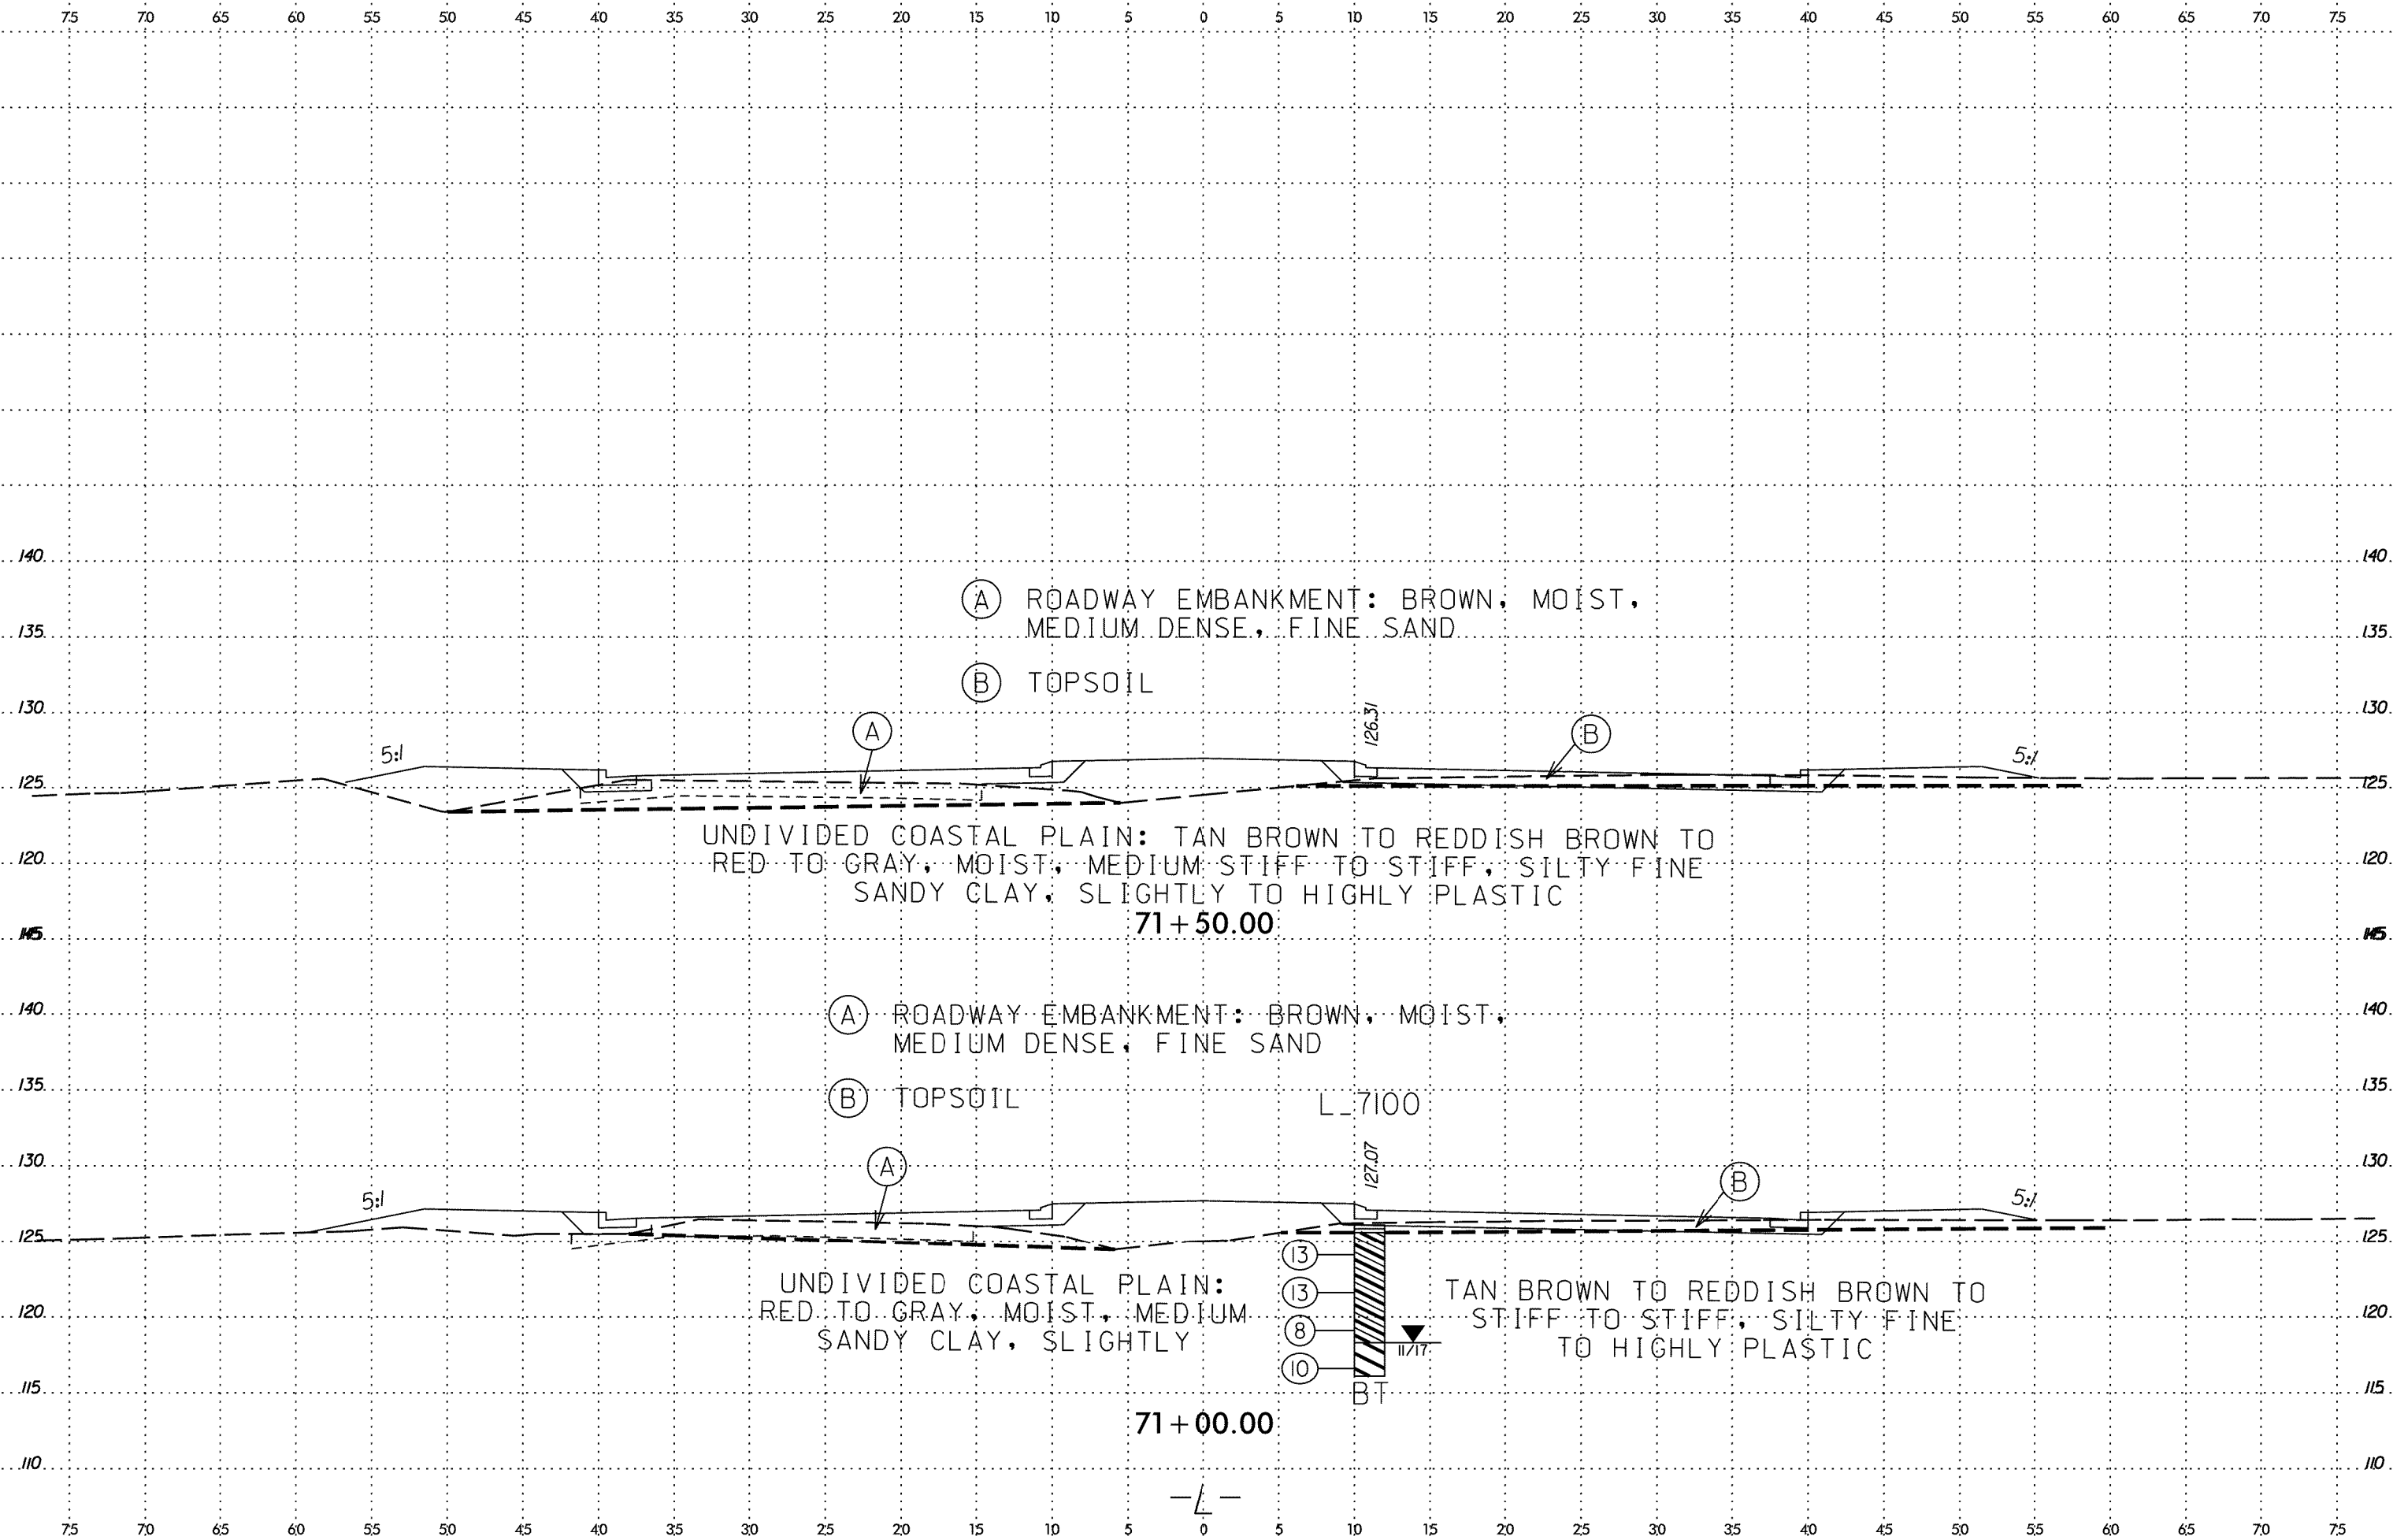 75 70 65 60 55 50 45 40 35 30 25 20 15 10 5 0 5 10 15 20 25 30 35 40 45 50 55 60 65 70 75
140 140
A ROADWAY EMBANKMENT: BROWN, MOIST,
MEDIUM DENSE, FINE SAND
135 135
B TOPSOIL
130 130
126.31
A
B
5:1
5:1
125 125
UNDIVIDED COASTAL PLAIN: TAN BROWN TO REDDISH BROWN TO
RED TO GRAY, MOIST, MEDIUM STIFF TO STIFF, SILTY FINE
120 120
SANDY CLAY, SLIGHTLY TO HIGHLY PLASTIC
71+50.00
140 140
A ROADWAY EMBANKMENT: BROWN, MOIST,
MEDIUM DENSE, FINE SAND
135 135
B TOPSOIL
L_7100
130 130
127.07
A
B
5:1
5:1
125 125
13
UNDIVIDED COASTAL PLAIN: TAN BROWN TO REDDISH BROWN TO
13
RED TO GRAY, MOIST, MEDIUM STIFF TO STIFF, SILTY FINE
120 120
8
SANDY CLAY, SLIGHTLY TO HIGHLY PLASTIC
11/17
10
115 115
BT
71+00.00
110 110
-L-
75 70 65 60 55 50 45 40 35 30 25 20 15 10 5 0 5 10 15 20 25 30 35 40 45 50 55 60 65 70 75